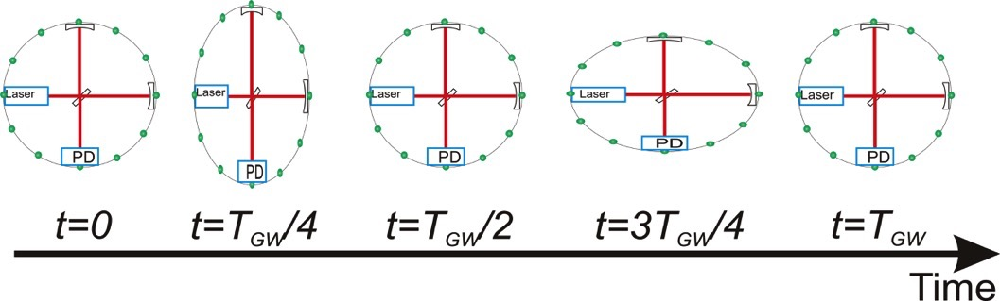 Laser
PD
Laser
PD
Laser
PD
Laser
PD
Laser
PD
t=0
t=T_GW/4
t=T_GW/2
t=3T_GW/4
t=T_GW
Time